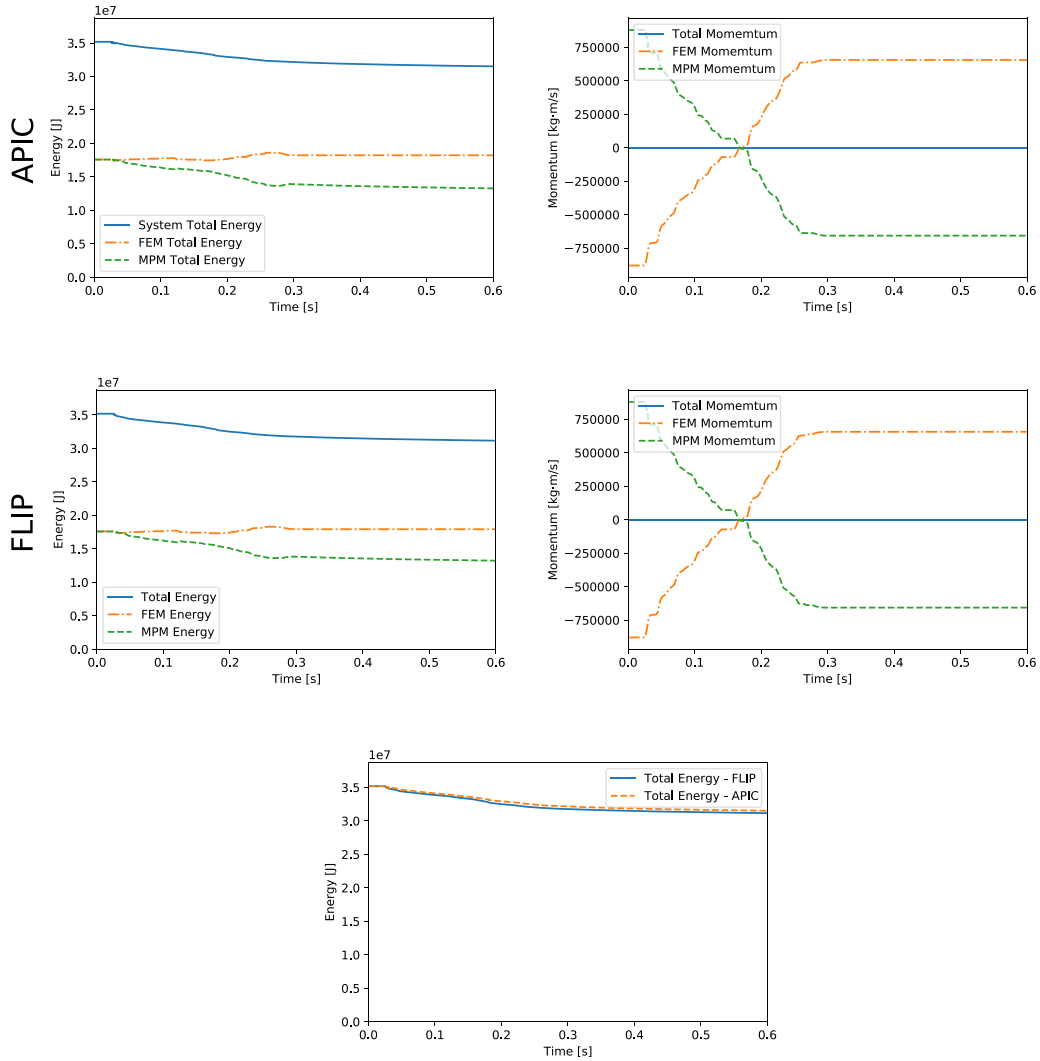 APIC
1e7
Energy [J]
3.5
3.0
2.5
2.0
1.5
1.0
0.5
0.0
System Total Energy
FEM Total Energy
MPM Total Energy
0.0 0.1 0.2 0.3 0.4 0.5 0.6
Time [s]
Momentum [kg·m/s]
750000
500000
250000
0
−250000
−500000
−750000
Total Momemtum
FEM Momemtum
MPM Momemtum
0.0 0.1 0.2 0.3 0.4 0.5 0.6
Time [s]
FLIP
1e7
Energy [J]
3.5
3.0
2.5
2.0
1.5
1.0
0.5
0.0
Total Energy
FEM Energy
MPM Energy
0.0 0.1 0.2 0.3 0.4 0.5 0.6
Time [s]
Momentum [kg·m/s]
750000
500000
250000
0
−250000
−500000
−750000
Total Momemtum
FEM Momemtum
MPM Momemtum
0.0 0.1 0.2 0.3 0.4 0.5 0.6
Time [s]
1e7
Energy [J]
3.5
3.0
2.5
2.0
1.5
1.0
0.5
0.0
Total Energy - FLIP
Total Energy - APIC
0.0 0.1 0.2 0.3 0.4 0.5 0.6
Time [s]